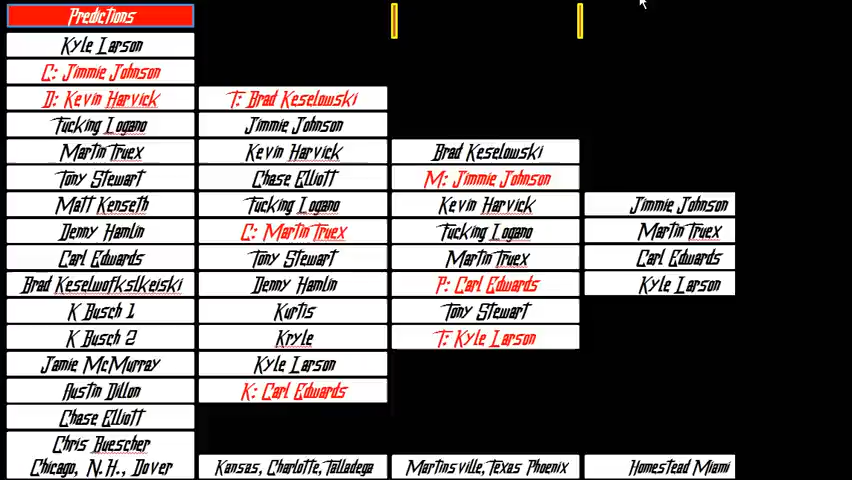 Predictions
Kyle Larson
C: Jimmie Johnson
D: Kevin Harvick
Fucking Logano
Martin Truex
Tony Stewart
Matt Kenseth
Denny Hamlin
Carl Edwards
Brad Keselwofkslkeiski
K Busch 1
K Busch 2
Jamie McMurray
Austin Dillon
Chase Elliott
Chris Buescher
Chicago, N.H., Dover
T: Brad Keselowski
Jimmie Johnson
Kevin Harvick
Chase Elliott
Fucking Logano
C: Martin Truex
Tony Stewart
Denny Hamlin
Kurtis
Kryle
Kyle Larson
K: Carl Edwards
Kansas, Charlotte, Talladega
Brad Keselowski
M: Jimmie Johnson
Kevin Harvick
Fucking Logano
Martin Truex
P: Carl Edwards
Tony Stewart
T: Kyle Larson
Martinsville, Texas Phoenix
Jimmie Johnson
Martin Truex
Carl Edwards
Kyle Larson
Homestead Miami